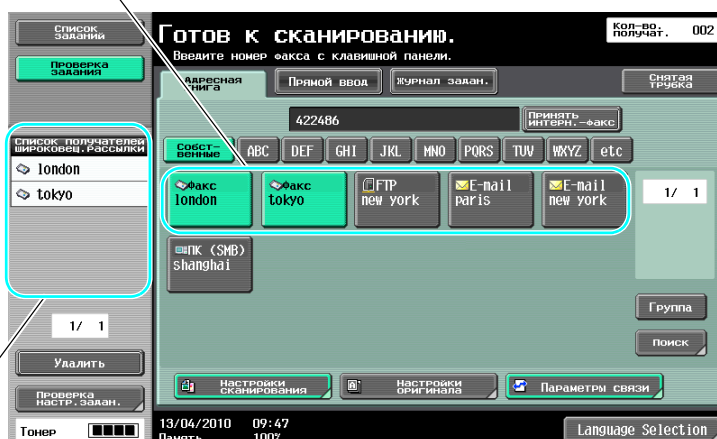 Список
заданий
Проверка
задания
Готов к сканированию.
Введите номер факса с клавишной панели.
Кол-во.
получат.
002
Адресная
книга
Прямой ввод
Журнал задан.
Снятая
трубка
422486
Принять
интерн.-факс
Собст-
венные
ABC
DEF
GHI
JKL
MNO
PQRS
TUV
WXYZ
etc
Список получателей
широковещ.рассылки
london
tokyo
Факс
london
Факс
tokyo
FTP
new york
E-mail
paris
E-mail
new york
1/ 1
ПК (SMB)
shanghai
Группа
Поиск
1/ 1
Удалить
Проверка
настр.задан.
Настройки
сканирования
Настройки
оригинала
Параметры связи
Тонер
13/04/2010 09:47
Память 100%
Language Selection